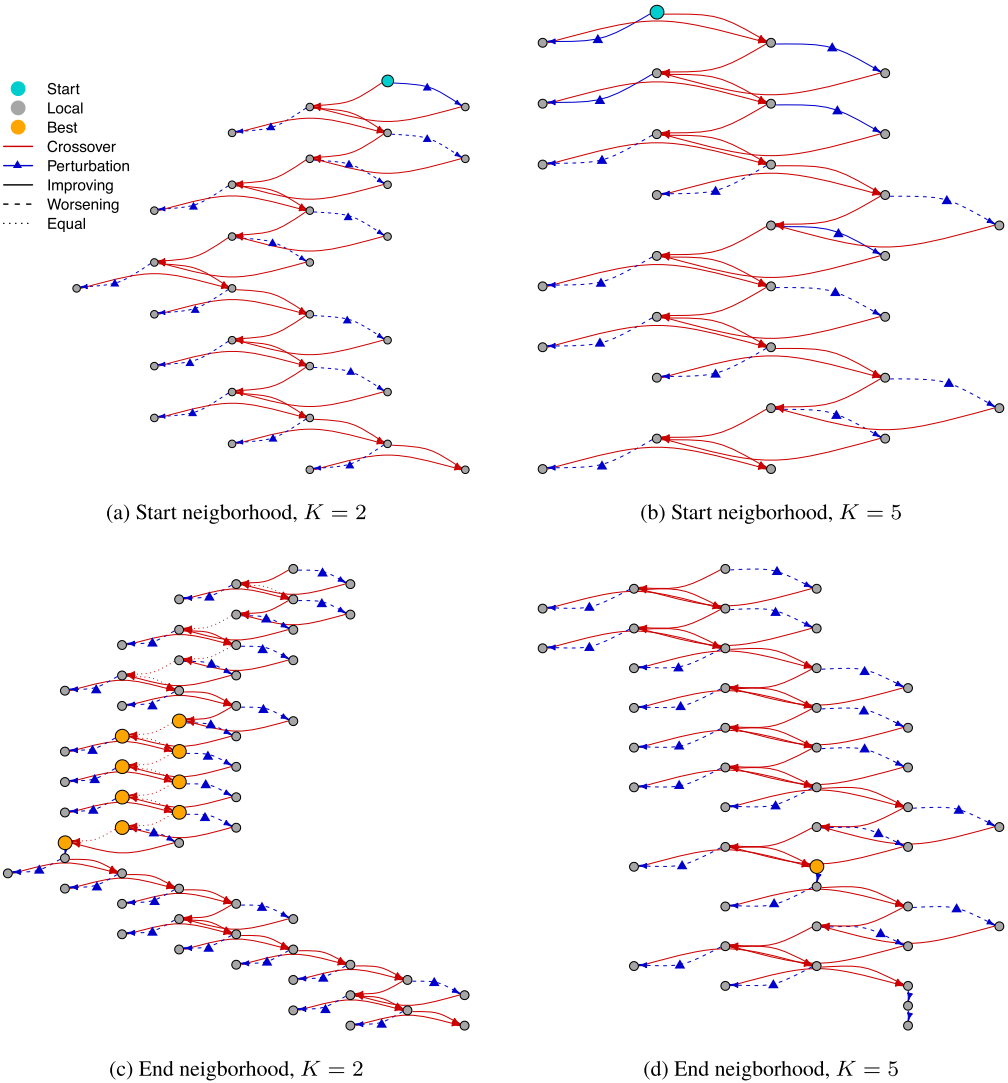 Start
Local
Best
Crossover
Perturbation
Improving
Worsening
Equal
(a) Start neigborhood, K = 2
(b) Start neigborhood, K = 5
(c) End neigborhood, K = 2
(d) End neigborhood, K = 5